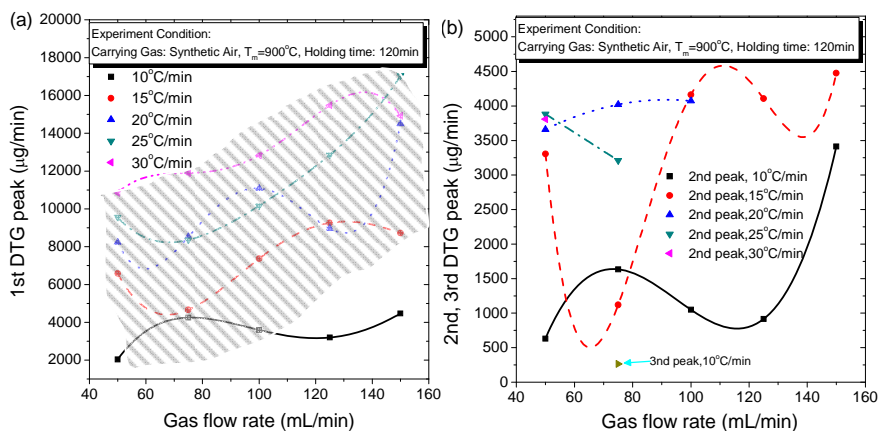 (a)
Experiment Condition:
Carrying Gas: Synthetic Air, Tm=900°C, Holding time: 120min
10°C/min
15°C/min
20°C/min
25°C/min
30°C/min
1st DTG peak (µg/min)
20000
18000
16000
14000
12000
10000
8000
6000
4000
2000
40 60 80 100 120 140 160
Gas flow rate (mL/min)
(b)
Experiment Condition:
Carrying Gas: Synthetic Air, Tm=900°C, Holding time: 120min
2nd, 3rd DTG peak (µg/min)
5000
4500
4000
3500
3000
2500
2000
1500
1000
500
0
2nd peak, 10°C/min
2nd peak,15°C/min
2nd peak,20°C/min
2nd peak,25°C/min
2nd peak,30°C/min
3nd peak,10°C/min
40 60 80 100 120 140 160
Gas flow rate (mL/min)